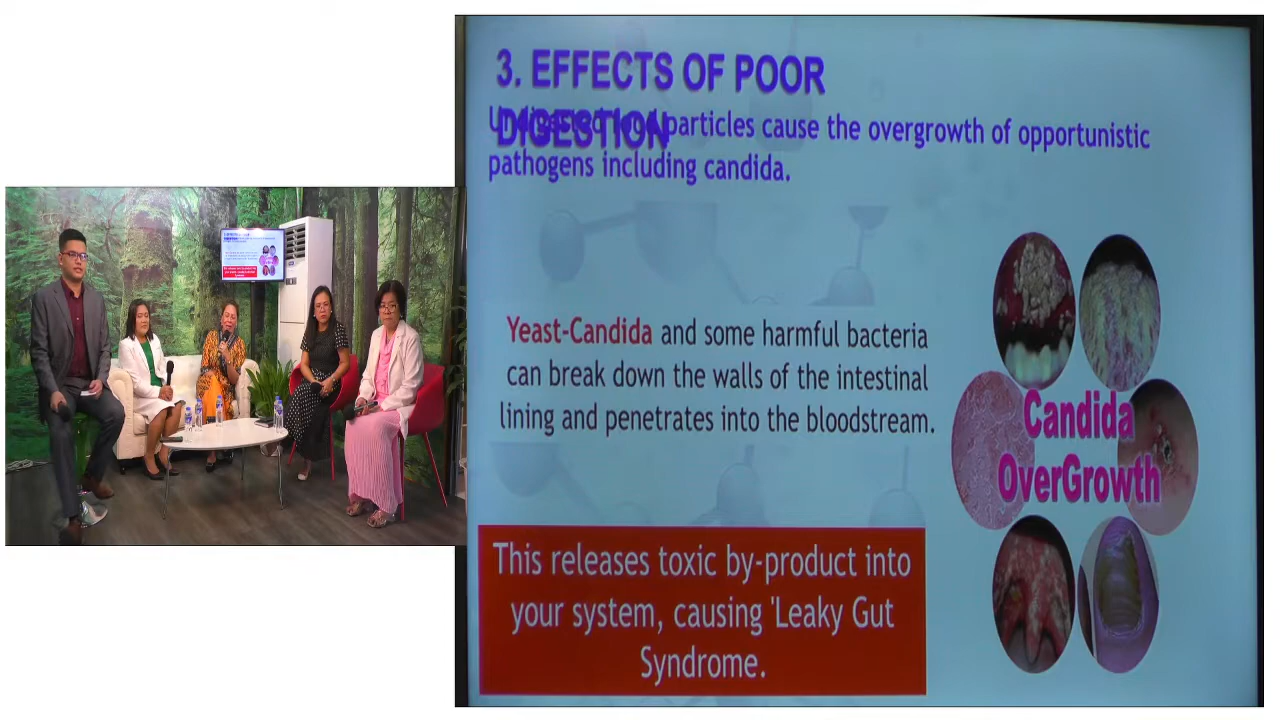 3. EFFECTS OF POOR
DIGESTION
particles cause the overgrowth of opportunistic
pathogens including candida.
Yeast-Candida and some harmful bacteria
can break down the walls of the intestinal
lining and penetrates into the bloodstream.
Candida
OverGrowth
This releases toxic by-product into
your system, causing 'Leaky Gut
Syndrome.